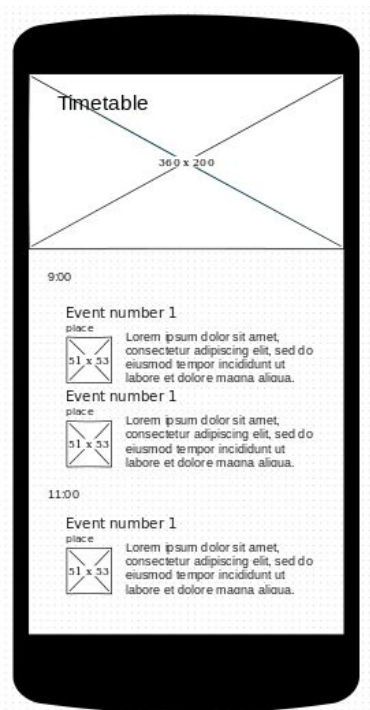 Timetable
360 x 200
9:00
Event number 1
place
51 x 53
Lorem ipsum dolor sit amet,
consectetur adipiscing elit, sed do
eiusmod tempor incididunt ut
labore et dolore magna aliqua.
Event number 1
place
51 x 53
Lorem ipsum dolor sit amet,
consectetur adipiscing elit, sed do
eiusmod tempor incididunt ut
labore et dolore magna aliqua.
11:00
Event number 1
place
51 x 53
Lorem ipsum dolor sit amet,
consectetur adipiscing elit, sed do
eiusmod tempor incididunt ut
labore et dolore magna aliqua.